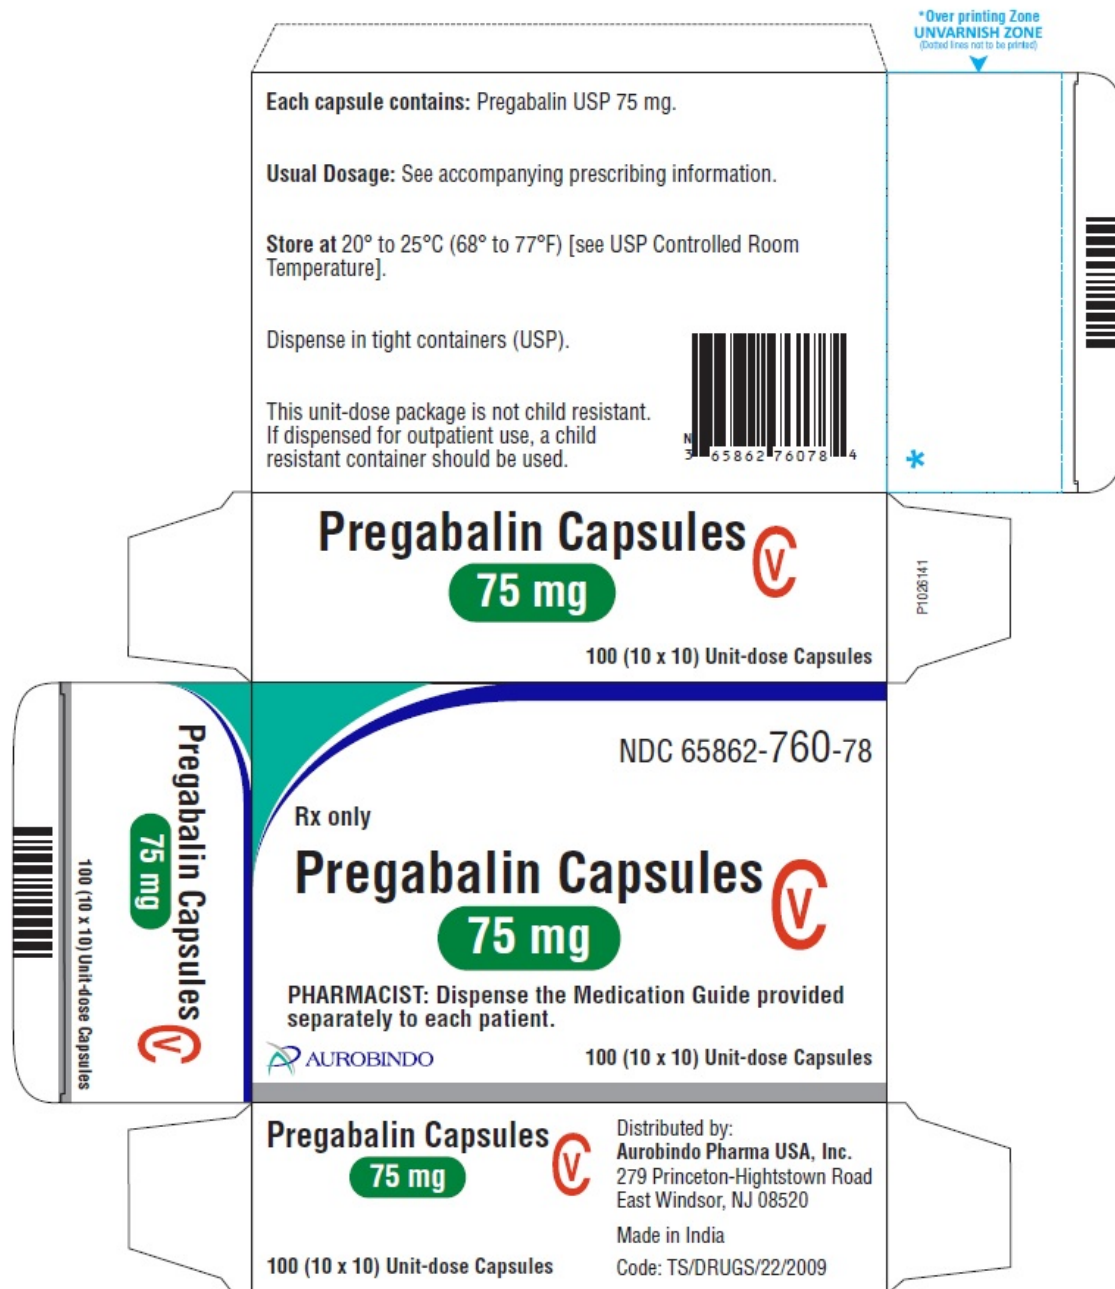 *Over printing Zone
UNVARNISH ZONE
(Dotted lines not to be printed)
Each capsule contains: Pregabalin USP 75 mg.
Usual Dosage: See accompanying prescribing information.
Store at 20° to 25°C (68° to 77°F) [see USP Controlled Room
Temperature].
Dispense in tight containers (USP).
This unit-dose package is not child resistant.
If dispensed for outpatient use, a child
resistant container should be used.
N
3 65862 76078 4
*
Pregabalin Capsules
CV
75 mg
100 (10 x 10) Unit-dose Capsules
P1026141
Pregabalin Capsules
CV
75 mg
100 (10 x 10) Unit-dose Capsules
NDC 65862-760-78
Rx only
Pregabalin Capsules
CV
75 mg
PHARMACIST: Dispense the Medication Guide provided
separately to each patient.
AUROBINDO
100 (10 x 10) Unit-dose Capsules
Pregabalin Capsules
CV
75 mg
100 (10 x 10) Unit-dose Capsules
Distributed by:
Aurobindo Pharma USA, Inc.
279 Princeton-Hightstown Road
East Windsor, NJ 08520
Made in India
Code: TS/DRUGS/22/2009